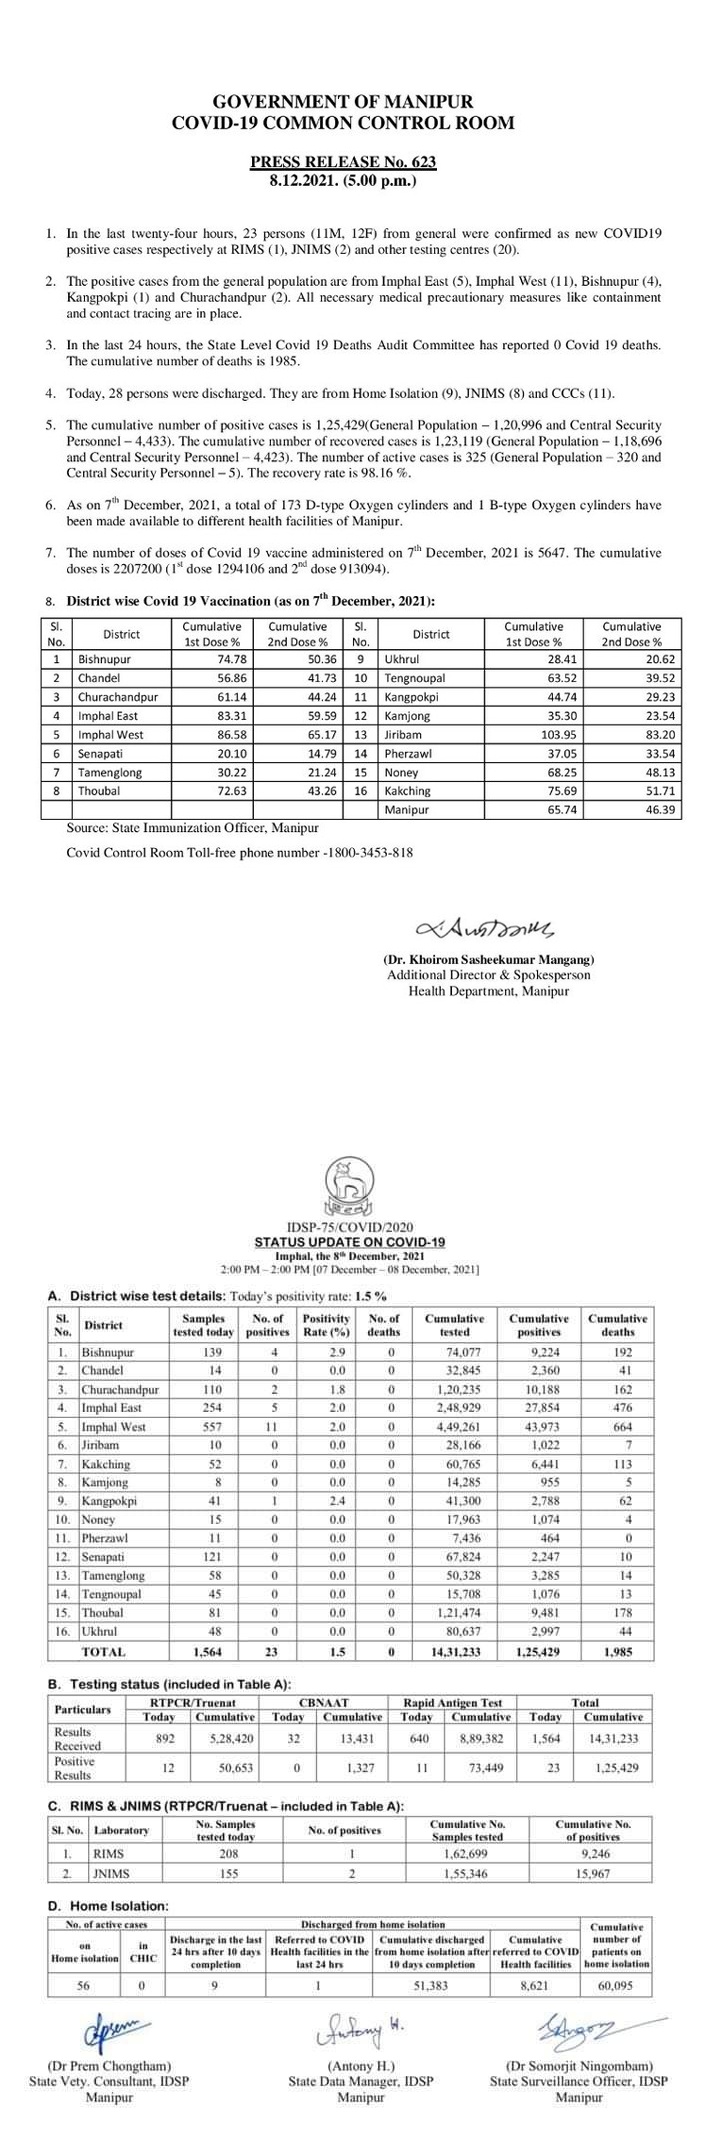 GOVERNMENT OF MANIPUR
COVID-19 COMMON CONTROL ROOM
PRESS RELEASE No. 623
8.12.2021. (5.00 p.m.)
1. In the last twenty-four hours, 23 persons (11M, 12F) from general were confirmed as new COVID19
positive cases respectively at RIMS (1), JNIMS (2) and other testing centres (20).
2. The positive cases from the general population are from Imphal East (5), Imphal West (11), Bishnupur (4),
Kangpokpi (1) and Churachandpur (2). All necessary medical precautionary measures like containment
and contact tracing are in place.
3. In the last 24 hours, the State Level Covid 19 Deaths Audit Committee has reported 0 Covid 19 deaths.
The cumulative number of deaths is 1985.
4. Today, 28 persons were discharged. They are from Home Isolation (9), JNIMS (8) and CCCs (11).
5. The cumulative number of positive cases is 1,25,429(General Population – 1,20,996 and Central Security
Personnel – 4,433). The cumulative number of recovered cases is 1,23,119 (General Population – 1,18,696
and Central Security Personnel – 4,423). The number of active cases is 325 (General Population – 320 and
Central Security Personnel – 5). The recovery rate is 98.16 %.
6. As on 7th December, 2021, a total of 173 D-type Oxygen cylinders and 1 B-type Oxygen cylinders have
been made available to different health facilities of Manipur.
7. The number of doses of Covid 19 vaccine administered on 7th December, 2021 is 5647. The cumulative
doses is 2207200 (1st dose 1294106 and 2nd dose 913094).
8. District wise Covid 19 Vaccination (as on 7th December, 2021):
Sl. No. District Cumulative 1st Dose % Cumulative 2nd Dose % Sl. No. District Cumulative 1st Dose % Cumulative 2nd Dose %
1 Bishnupur 74.78 50.36 9 Ukhrul 28.41 20.62
2 Chandel 56.86 41.73 10 Tengnoupal 63.52 39.52
3 Churachandpur 61.14 44.24 11 Kangpokpi 44.74 29.23
4 Imphal East 83.31 59.59 12 Kamjong 35.30 23.54
5 Imphal West 86.58 65.17 13 Jiribam 103.95 83.20
6 Senapati 20.10 14.79 14 Pherzawl 37.05 33.54
7 Tamenglong 30.22 21.24 15 Noney 68.25 48.13
8 Thoubal 72.63 43.26 16 Kakching 75.69 51.71
Manipur 65.74 46.39
Source: State Immunization Officer, Manipur
Covid Control Room Toll-free phone number -1800-3453-818
(Dr. Khoirom Sasheekumar Mangang)
Additional Director & Spokesperson
Health Department, Manipur
IDSP-75/COVID/2020
STATUS UPDATE ON COVID-19
Imphal, the 8th December, 2021
2:00 PM – 2:00 PM [07 December – 08 December, 2021]
A. District wise test details: Today's positivity rate: 1.5 %
Sl. No. District Samples tested today No. of positives Positivity Rate (%) No. of deaths Cumulative tested Cumulative positives Cumulative deaths
1. Bishnupur 139 4 2.9 0 74,077 9,224 192
2. Chandel 14 0 0.0 0 32,845 2,360 41
3. Churachandpur 110 2 1.8 0 1,20,235 10,188 162
4. Imphal East 254 5 2.0 0 2,48,929 27,854 476
5. Imphal West 557 11 2.0 0 4,49,261 43,973 664
6. Jiribam 10 0 0.0 0 28,166 1,022 7
7. Kakching 52 0 0.0 0 60,765 6,441 113
8. Kamjong 8 0 0.0 0 14,285 955 5
9. Kangpokpi 41 1 2.4 0 41,300 2,788 62
10. Noney 15 0 0.0 0 17,963 1,074 4
11. Pherzawl 11 0 0.0 0 7,436 464 0
12. Senapati 121 0 0.0 0 67,824 2,247 10
13. Tamenglong 58 0 0.0 0 50,328 3,285 14
14. Tengnoupal 45 0 0.0 0 15,708 1,076 13
15. Thoubal 81 0 0.0 0 1,21,474 9,481 178
16. Ukhrul 48 0 0.0 0 80,637 2,997 44
TOTAL 1,564 23 1.5 0 14,31,233 1,25,429 1,985
B. Testing status (included in Table A):
Particulars RTPCR/Truenat CBNAAT Rapid Antigen Test Total
Today Cumulative Today Cumulative Today Cumulative Today Cumulative
Results Received 892 5,28,420 32 13,431 640 8,89,382 1,564 14,31,233
Positive Results 12 50,653 0 1,327 11 73,449 23 1,25,429
C. RIMS & JNIMS (RTPCR/Truenat – included in Table A):
Sl. No. Laboratory No. Samples tested today No. of positives Cumulative No. Samples tested Cumulative No. of positives
1. RIMS 208 1 1,62,699 9,246
2. JNIMS 155 2 1,55,346 15,967
D. Home Isolation:
No. of active cases Discharged from home isolation Cumulative number of patients on home isolation
on Home isolation in CHIC Discharge in the last 24 hrs after 10 days completion Referred to COVID Health facilities in the last 24 hrs Cumulative discharged from home isolation after 10 days completion Cumulative referred to COVID Health facilities
56 0 9 1 51,383 8,621 60,095
Antony H.
(Dr Prem Chongtham) (Antony H.) (Dr Somorjit Ningombam)
State Vety. Consultant, IDSP State Data Manager, IDSP State Surveillance Officer, IDSP
Manipur Manipur Manipur